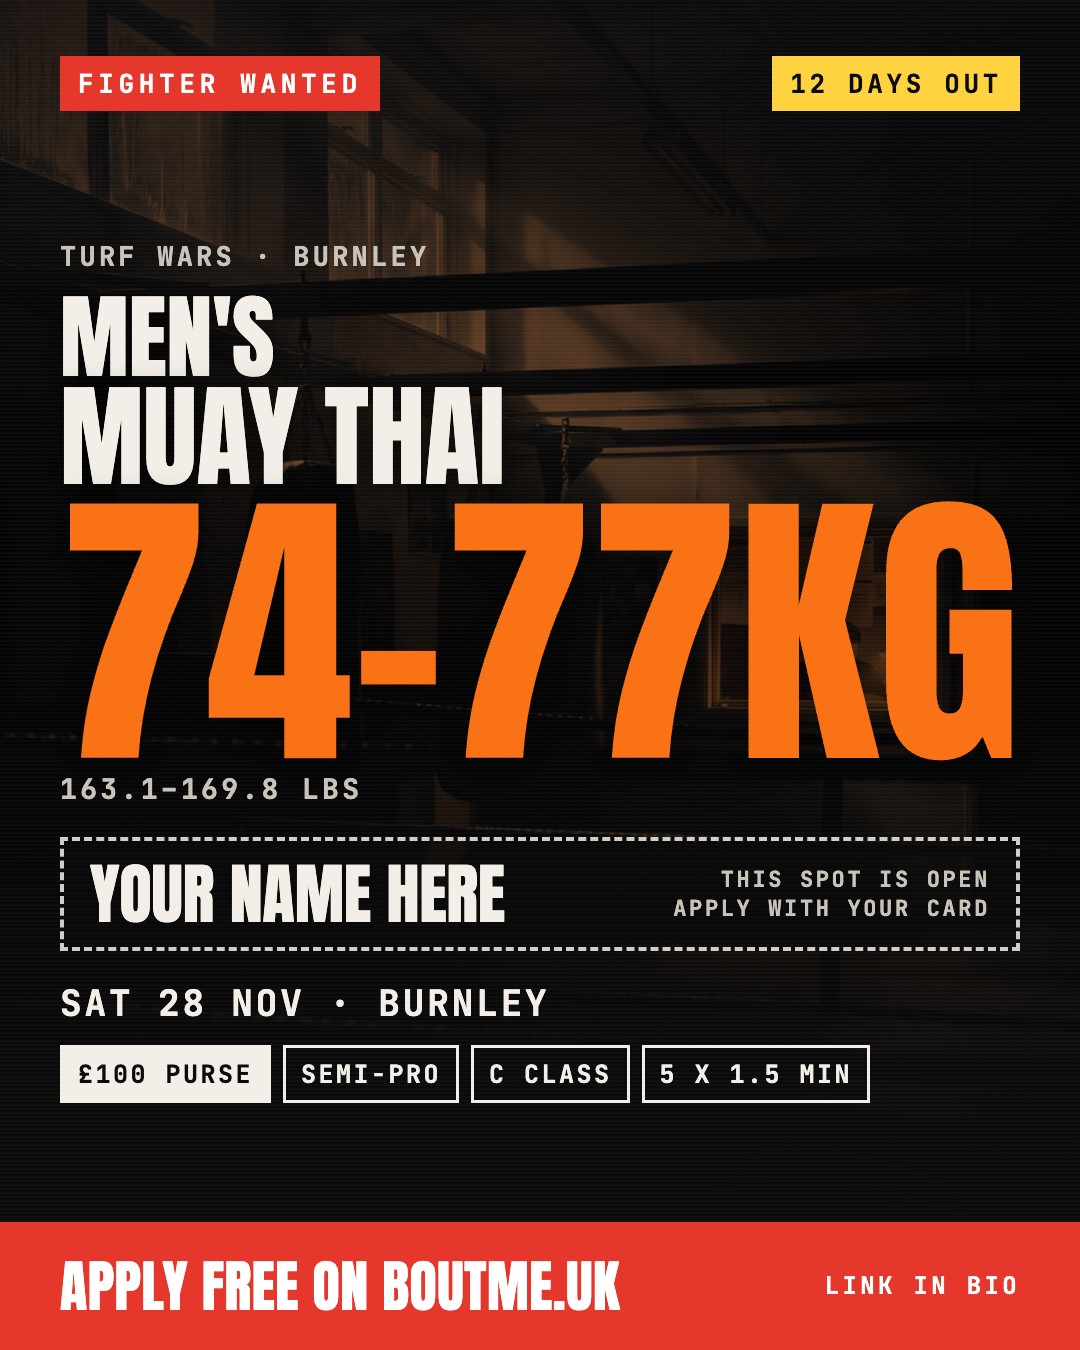 FIGHTER WANTED
12 DAYS OUT
TURF WARS · BURNLEY
MEN'S
MUAY THAI
74-77KG
163.1-169.8 LBS
YOUR NAME HERE
THIS SPOT IS OPEN
APPLY WITH YOUR CARD
SAT 28 NOV · BURNLEY
£100 PURSE
SEMI-PRO
C CLASS
5 X 1.5 MIN
APPLY FREE ON BOUTME.UK
LINK IN BIO